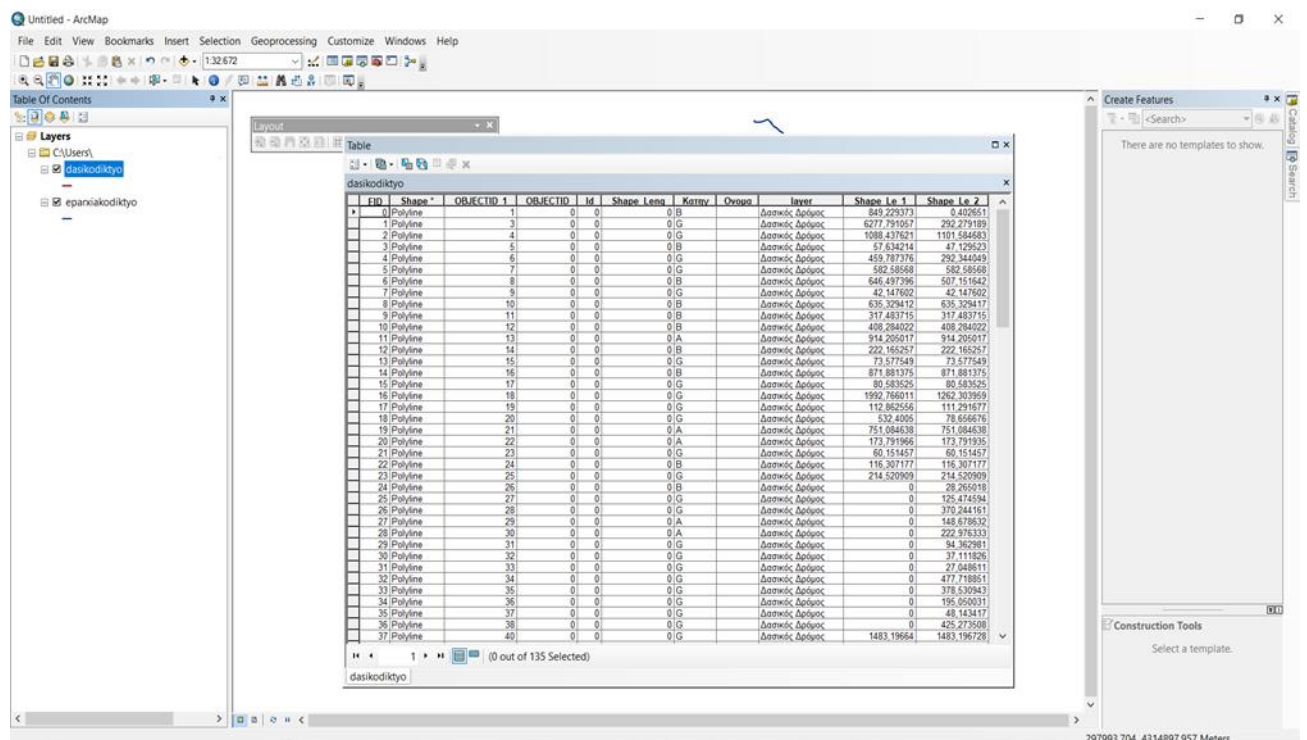 Untitled - ArcMap
File Edit View Bookmarks Insert Selection Geoprocessing Customize Windows Help
1:32.672
Table Of Contents
Layers
C:\Users\
dasikodiktyo
epanxiakodiktyo
Layout
Table
dasikodiktyo
FID Shape * OBJECTID_1 OBJECTID Id Shape_Leng Κατηγ Ονομα layer Shape_Le_1 Shape_Le_2
0 Polyline 1 0 0 0 B Δασικός Δρόμος 849,229373 0,402651
1 Polyline 3 0 0 0 G Δασικός Δρόμος 6277,791057 292,279189
2 Polyline 4 0 0 0 G Δασικός Δρόμος 1088,437621 1101,584683
3 Polyline 5 0 0 0 B Δασικός Δρόμος 57,634214 47,129523
4 Polyline 6 0 0 0 G Δασικός Δρόμος 459,787376 292,344049
5 Polyline 7 0 0 0 G Δασικός Δρόμος 582,58568 582,58568
6 Polyline 8 0 0 0 B Δασικός Δρόμος 646,497396 507,151642
7 Polyline 9 0 0 0 G Δασικός Δρόμος 42,147602 42,147602
8 Polyline 10 0 0 0 B Δασικός Δρόμος 635,329412 635,329417
9 Polyline 11 0 0 0 B Δασικός Δρόμος 317,483715 317,483715
10 Polyline 12 0 0 0 B Δασικός Δρόμος 408,284022 408,284022
11 Polyline 13 0 0 0 A Δασικός Δρόμος 914,205017 914,205017
12 Polyline 14 0 0 0 B Δασικός Δρόμος 222,165257 222,165257
13 Polyline 15 0 0 0 G Δασικός Δρόμος 73,577549 73,577549
14 Polyline 16 0 0 0 B Δασικός Δρόμος 871,881375 871,881375
15 Polyline 17 0 0 0 G Δασικός Δρόμος 80,583525 80,583525
16 Polyline 18 0 0 0 G Δασικός Δρόμος 1992,766011 1262,303959
17 Polyline 19 0 0 0 G Δασικός Δρόμος 112,862556 111,291677
18 Polyline 20 0 0 0 G Δασικός Δρόμος 532,4005 78,656676
19 Polyline 21 0 0 0 A Δασικός Δρόμος 751,084638 751,084638
20 Polyline 22 0 0 0 A Δασικός Δρόμος 173,791966 173,791935
21 Polyline 23 0 0 0 G Δασικός Δρόμος 60,151457 60,151457
22 Polyline 24 0 0 0 B Δασικός Δρόμος 116,307177 116,307177
23 Polyline 25 0 0 0 G Δασικός Δρόμος 214,520909 214,520909
24 Polyline 26 0 0 0 B Δασικός Δρόμος 0 28,265018
25 Polyline 27 0 0 0 G Δασικός Δρόμος 0 125,474594
26 Polyline 28 0 0 0 G Δασικός Δρόμος 0 370,244161
27 Polyline 29 0 0 0 A Δασικός Δρόμος 0 148,678632
28 Polyline 30 0 0 0 A Δασικός Δρόμος 0 222,976333
29 Polyline 31 0 0 0 G Δασικός Δρόμος 0 94,362981
30 Polyline 32 0 0 0 G Δασικός Δρόμος 0 37,111826
31 Polyline 33 0 0 0 G Δασικός Δρόμος 0 27,048611
32 Polyline 34 0 0 0 G Δασικός Δρόμος 0 477,718851
33 Polyline 35 0 0 0 G Δασικός Δρόμος 0 378,530943
34 Polyline 36 0 0 0 G Δασικός Δρόμος 0 195,050031
35 Polyline 37 0 0 0 G Δασικός Δρόμος 0 48,143417
36 Polyline 38 0 0 0 G Δασικός Δρόμος 0 425,273508
37 Polyline 40 0 0 0 G Δασικός Δρόμος 1483,19664 1483,196728
1 (0 out of 135 Selected)
dasikodiktyo
Create Features
<Search>
There are no templates to show.
Construction Tools
Select a template.
Catalog
Search
297993,704 4314897,957 Meters